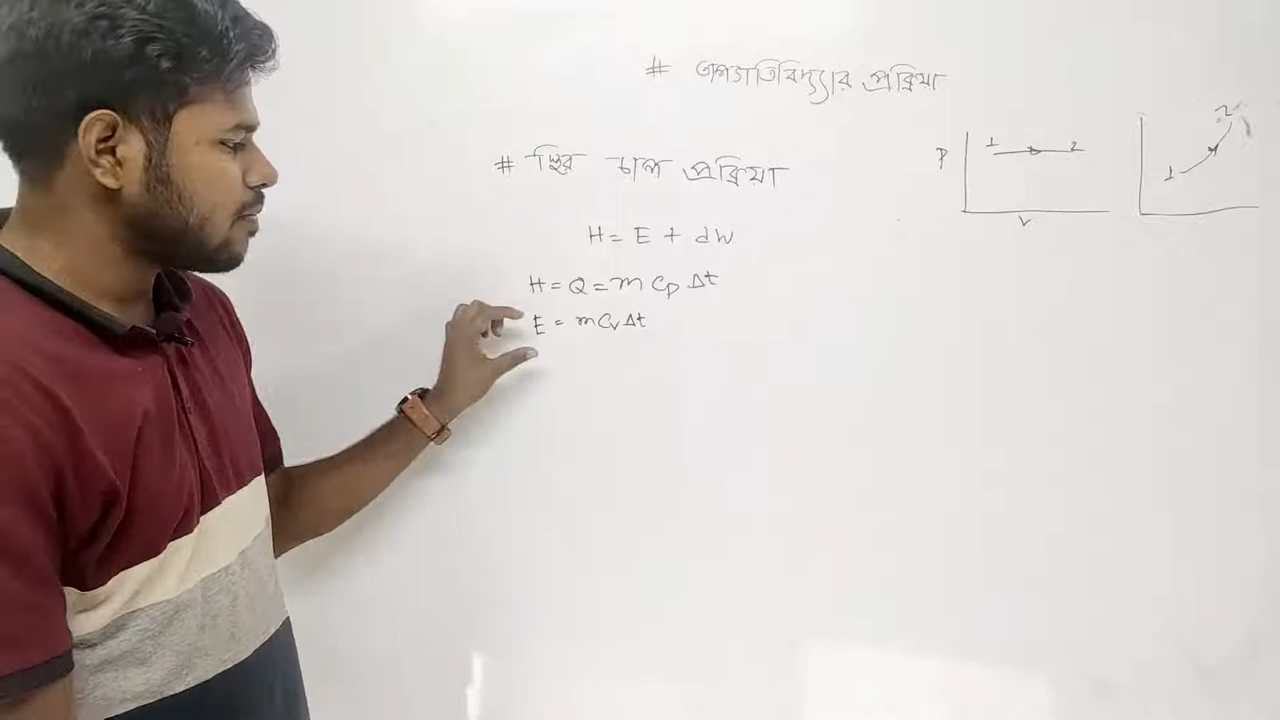 # তাপগতিবিদ্যার প্রক্রিয়া
# স্থির চাপ প্রক্রিয়া
H = E + dW
H = Q = m Cp Δt
E = m Cv Δt
P 1 2
V
1 2